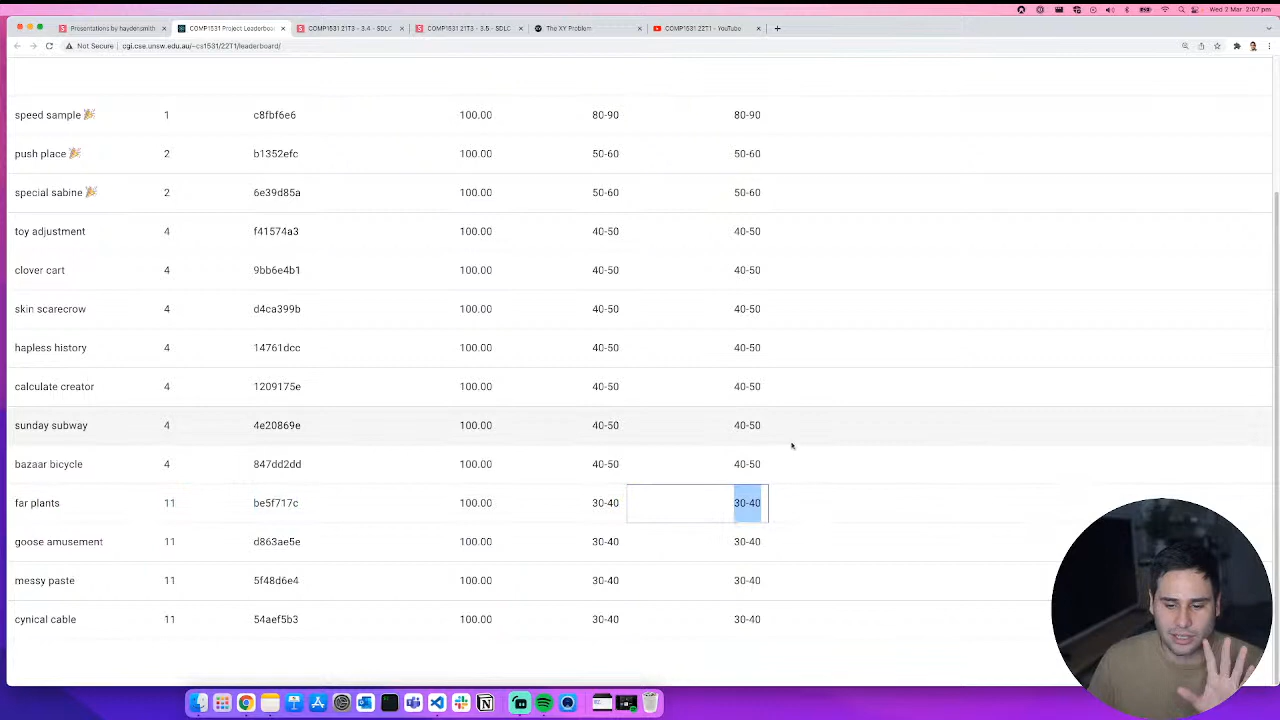 Wed 2 Mar 2:07 pm
Presentations by haydensmith
COMP1531 Project Leaderboard
COMP1531 21T3 - 3.4 - SDLC
COMP1531 21T3 - 3.5 - SDLC
The XY Problem
COMP1531 22T1 - YouTube
Not Secure cgi.cse.unsw.edu.au/~cs1531/22T1/leaderboard/
speed sample 🎉 1 c8fbf6e6 100.00 80-90 80-90
push place 🎉 2 b1352efc 100.00 50-60 50-60
special sabine 🎉 2 6e39d85a 100.00 50-60 50-60
toy adjustment 4 f41574a3 100.00 40-50 40-50
clover cart 4 9bb6e4b1 100.00 40-50 40-50
skin scarecrow 4 d4ca399b 100.00 40-50 40-50
hapless history 4 14761dcc 100.00 40-50 40-50
calculate creator 4 1209175e 100.00 40-50 40-50
sunday subway 4 4e20869e 100.00 40-50 40-50
bazaar bicycle 4 847dd2dd 100.00 40-50 40-50
far plants 11 be5f717c 100.00 30-40 30-40
goose amusement 11 d863ae5e 100.00 30-40 30-40
messy paste 11 5f48d6e4 100.00 30-40 30-40
cynical cable 11 54aef5b3 100.00 30-40 30-40